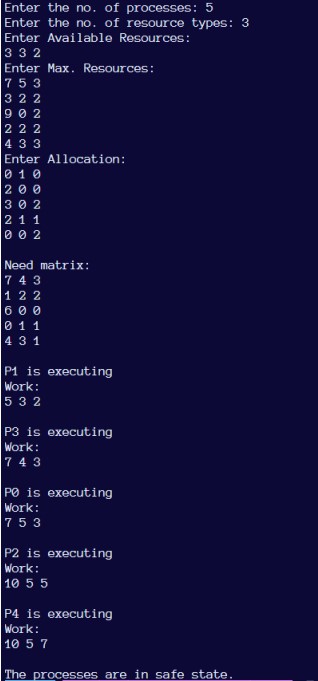 Enter the no. of processes: 5
Enter the no. of resource types: 3
Enter Available Resources:
3 3 2
Enter Max. Resources:
7 5 3
3 2 2
9 0 2
2 2 2
4 3 3
Enter Allocation:
0 1 0
2 0 0
3 0 2
2 1 1
0 0 2
Need matrix:
7 4 3
1 2 2
6 0 0
0 1 1
4 3 1
P1 is executing
Work:
5 3 2
P3 is executing
Work:
7 4 3
P0 is executing
Work:
7 5 3
P2 is executing
Work:
10 5 5
P4 is executing
Work:
10 5 7
The processes are in safe state.